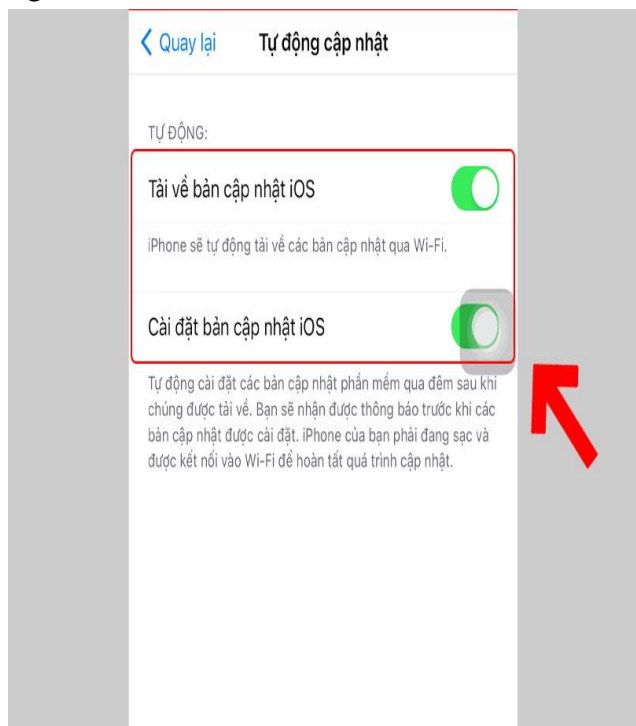 Quay lại Tự động cập nhật
TỰ ĐỘNG:
Tải về bản cập nhật iOS
iPhone sẽ tự động tải về các bản cập nhật qua Wi-Fi.
Cài đặt bản cập nhật iOS
Tự động cài đặt các bản cập nhật phần mềm qua đêm sau khi
chúng được tải về. Bạn sẽ nhận được thông báo trước khi các
bản cập nhật được cài đặt. iPhone của bạn phải đang sạc và
được kết nối vào Wi-Fi để hoàn tất quá trình cập nhật.